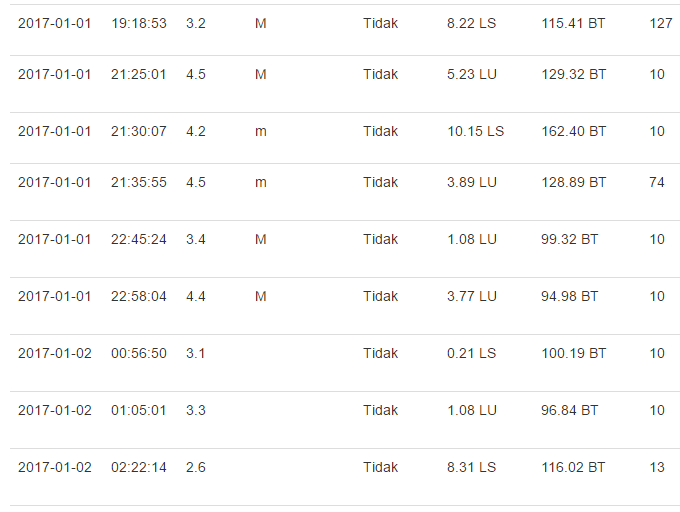 2017-01-01 19:18:53 3.2 M Tidak 8.22 LS 115.41 BT 127
2017-01-01 21:25:01 4.5 M Tidak 5.23 LU 129.32 BT 10
2017-01-01 21:30:07 4.2 m Tidak 10.15 LS 162.40 BT 10
2017-01-01 21:35:55 4.5 m Tidak 3.89 LU 128.89 BT 74
2017-01-01 22:45:24 3.4 M Tidak 1.08 LU 99.32 BT 10
2017-01-01 22:58:04 4.4 M Tidak 3.77 LU 94.98 BT 10
2017-01-02 00:56:50 3.1 Tidak 0.21 LS 100.19 BT 10
2017-01-02 01:05:01 3.3 Tidak 1.08 LU 96.84 BT 10
2017-01-02 02:22:14 2.6 Tidak 8.31 LS 116.02 BT 13